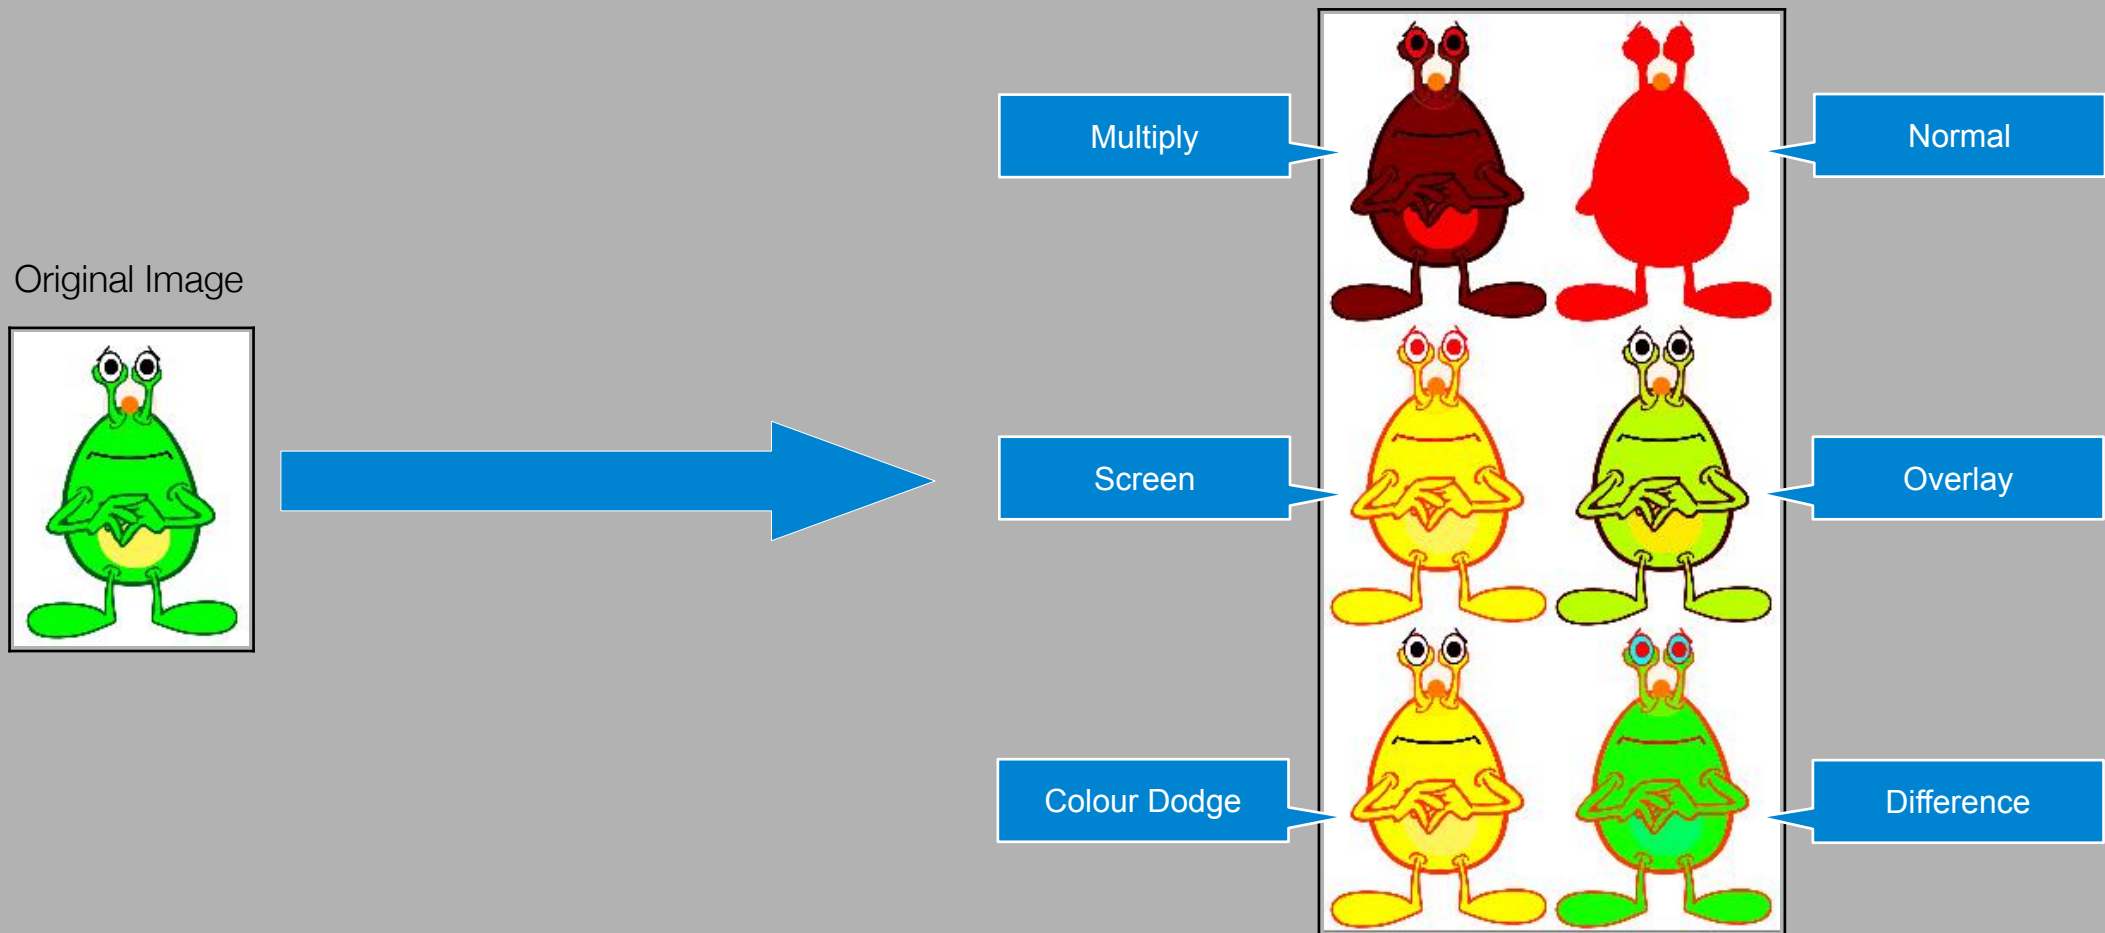 Multiply
Normal
Original Image
Screen
Overlay
Colour Dodge
Difference